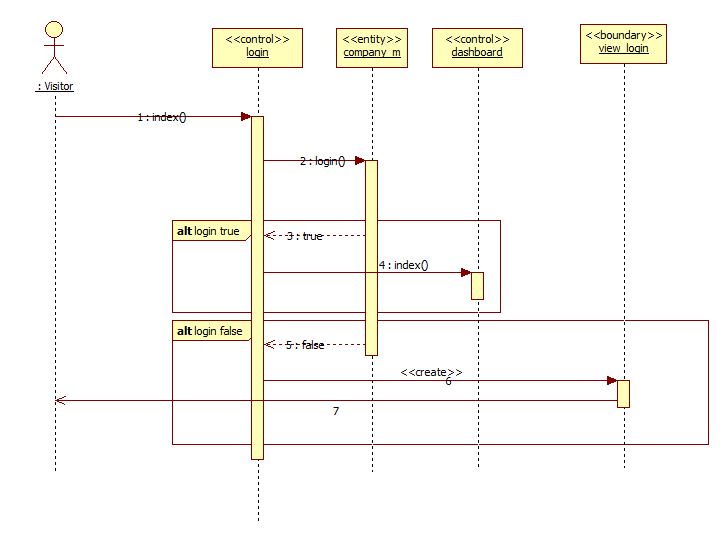 <<control>>
login
<<entity>>
company_m
<<control>>
dashboard
<<boundary>>
view_login
: Visitor
1 : index()
2 : login()
alt login true
3 : true
4 : index()
alt login false
5 : false
<<create>>
6
7